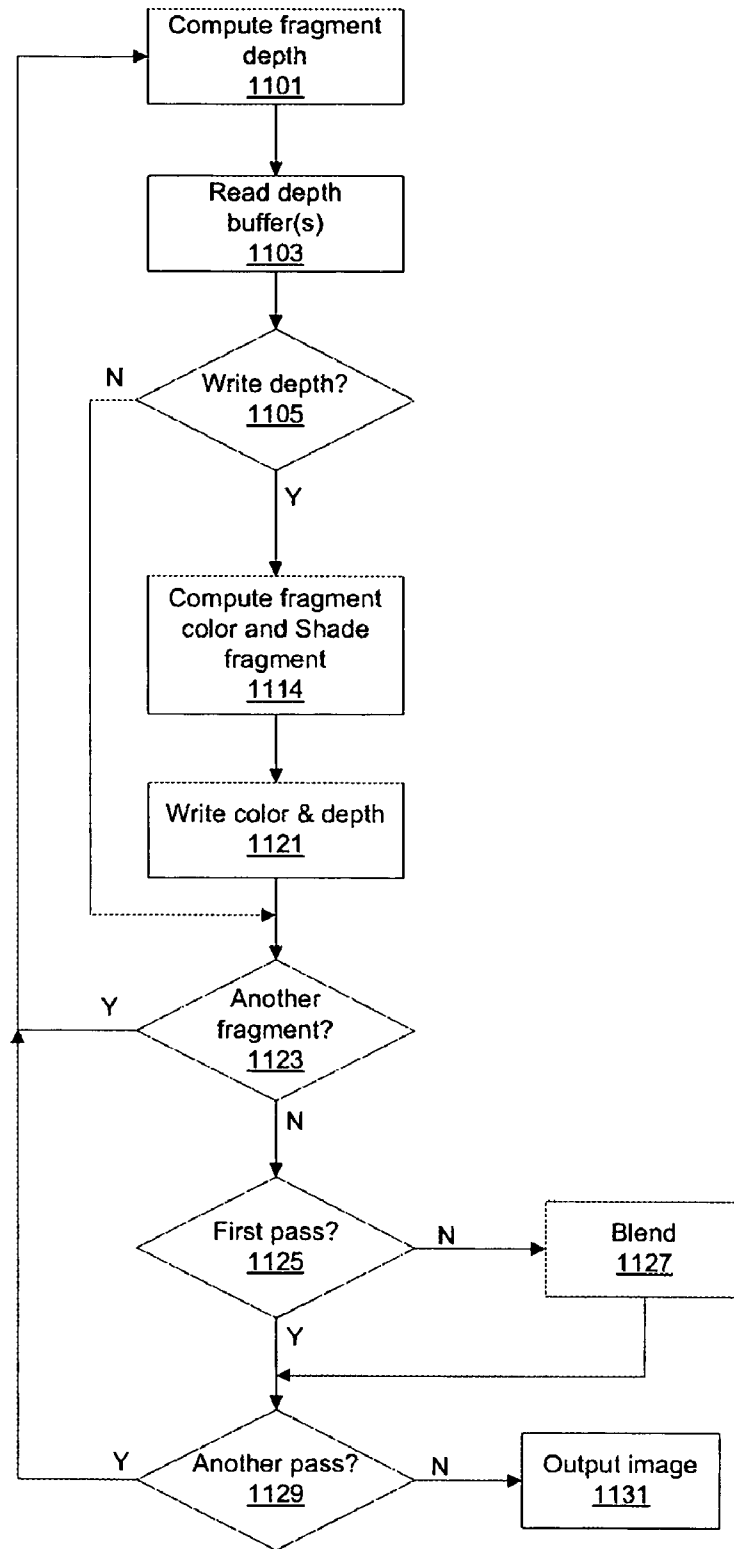 Compute fragment
depth
1101
Read depth
buffer(s)
1103
N
Write depth?
1105
Y
Compute fragment
color and Shade
fragment
1114
Write color & depth
1121
Y
Another
fragment?
1123
N
First pass?
1125
N
Blend
1127
Y
Y
Another pass?
1129
N
Output image
1131